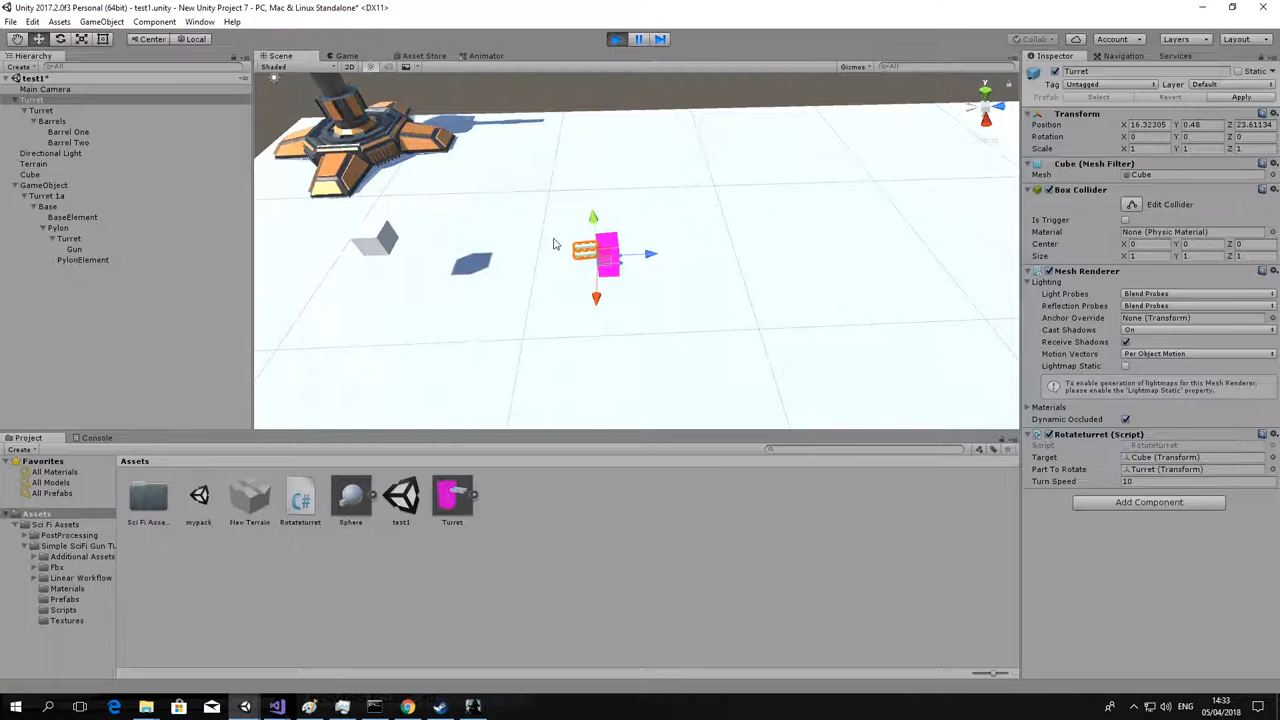 Unity 2017.2.0f3 Personal (64bit) - test1.unity - New Unity Project 7 - PC, Mac & Linux Standalone* <DX11>
File Edit Assets GameObject Component Window Help
Center Local Collab Account Layers Layout
Hierarchy
Create All
test1*
Main Camera
Turret
Turret
Barrels
Barrel One
Barrel Two
Directional Light
Terrain
Cube
GameObject
Turret 1a
Base
BaseElement
Pylon
Turret
Gun
PylonElement
Scene Game Asset Store Animator
Shaded 2D Gizmos All
y
Inspector Navigation Services
Turret Static
Tag Untagged Layer Default
Prefab Select Revert Apply
Transform
Position X 16.32305 Y 0.48 Z 23.61134
Rotation X 0 Y 0 Z 0
Scale X 1 Y 1 Z 1
Cube (Mesh Filter)
Mesh Cube
Box Collider
Edit Collider
Is Trigger
Material None (Physic Material)
Center X 0 Y 0 Z 0
Size X 1 Y 1 Z 1
Mesh Renderer
Lighting
Light Probes Blend Probes
Reflection Probes Blend Probes
Anchor Override None (Transform)
Cast Shadows On
Receive Shadows
Motion Vectors Per Object Motion
Lightmap Static
To enable generation of lightmaps for this Mesh Renderer, please enable the 'Lightmap Static' property.
Materials
Dynamic Occluded
Rotateturret (Script)
Script Rotateturret
Target Cube (Transform)
Part To Rotate Turret (Transform)
Turn Speed 10
Add Component
Project Console
Create
Favorites
All Materials
All Models
All Prefabs
Assets
Sci Fi Assets
PostProcessing
Simple SciFi Gun Tu
Additional Assets
Fbx
Linear Workflow
Materials
Prefabs
Scripts
Textures
Assets
Sci Fi Asse... mypack New Terrain Rotateturret Sphere test1 Turret
C#
ENG
14:33
05/04/2018